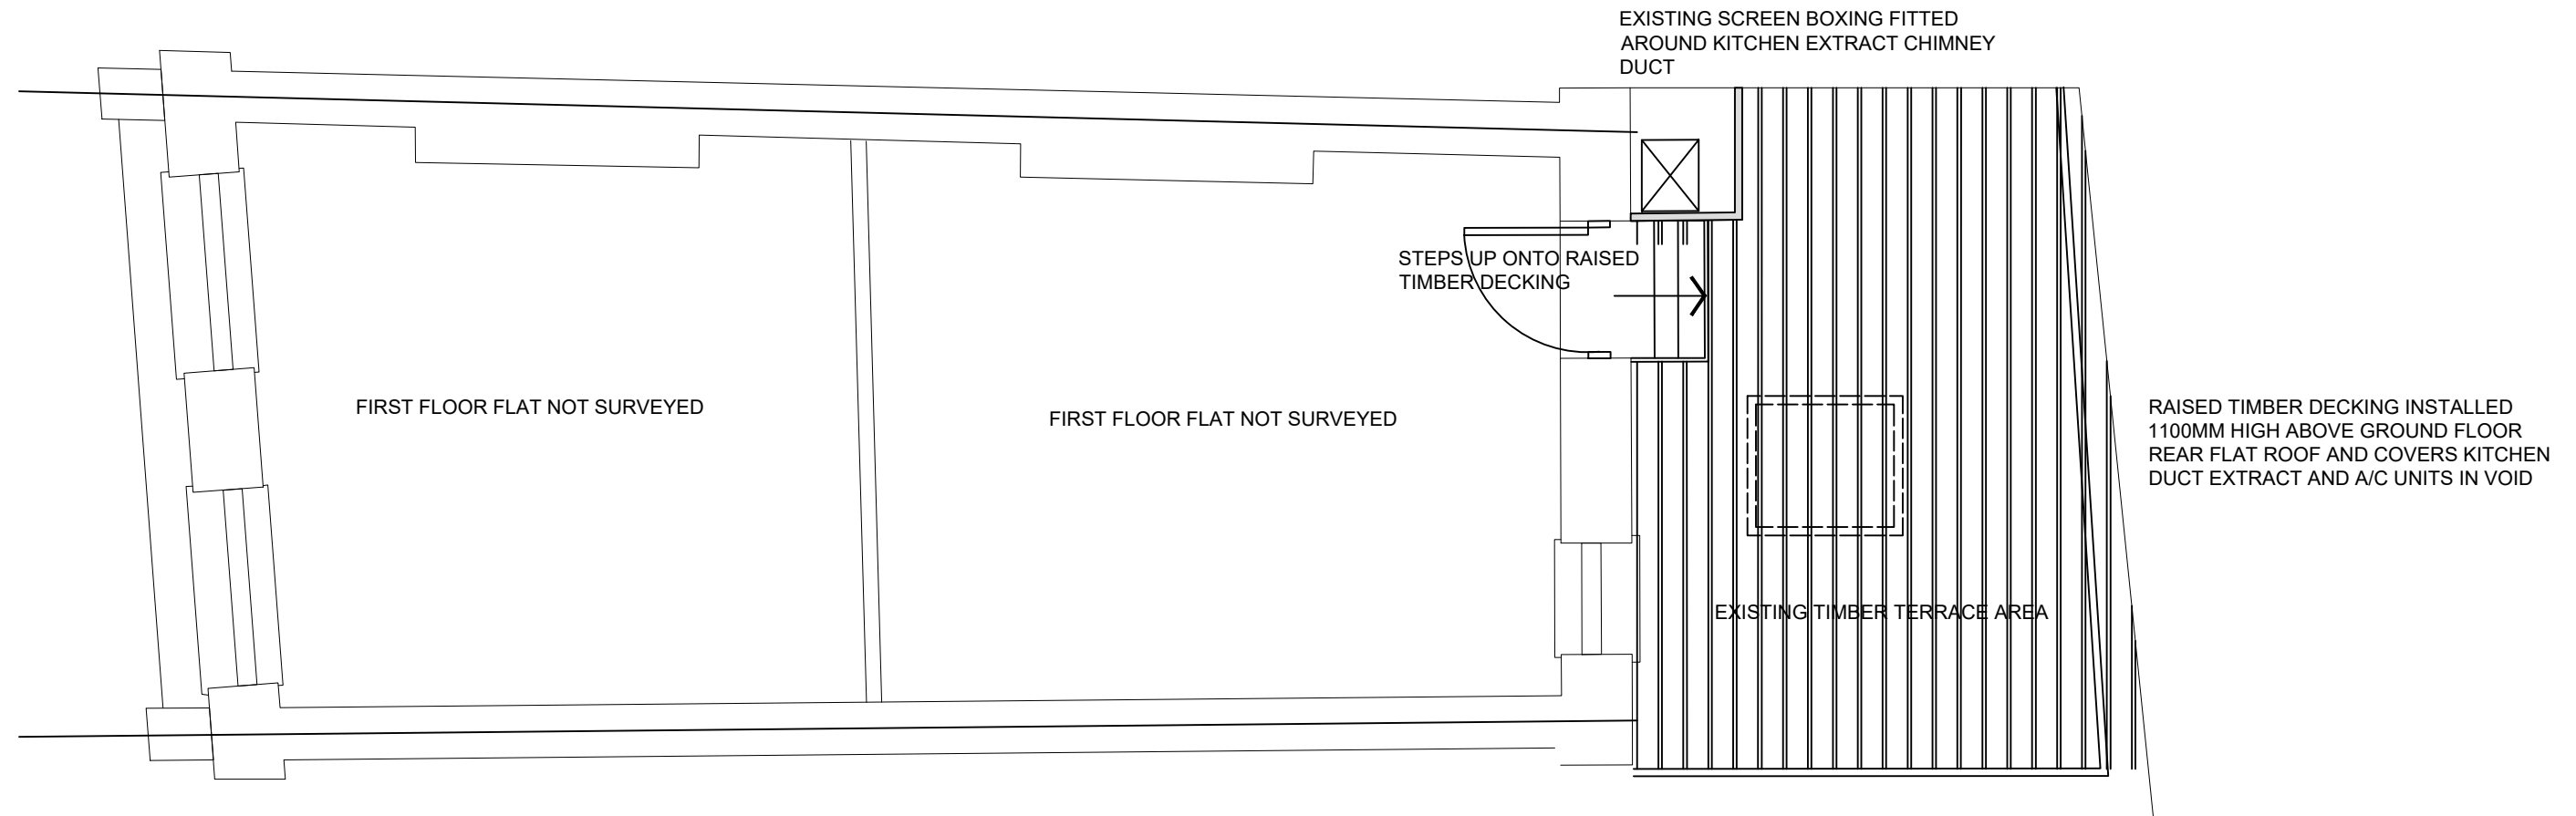 EXISTING SCREEN BOXING FITTED
AROUND KITCHEN EXTRACT CHIMNEY
DUCT
STEPS UP ONTO RAISED
TIMBER DECKING
FIRST FLOOR FLAT NOT SURVEYED
FIRST FLOOR FLAT NOT SURVEYED
RAISED TIMBER DECKING INSTALLED
1100MM HIGH ABOVE GROUND FLOOR
REAR FLAT ROOF AND COVERS KITCHEN
DUCT EXTRACT AND A/C UNITS IN VOID
EXISTING TIMBER TERRACE AREA